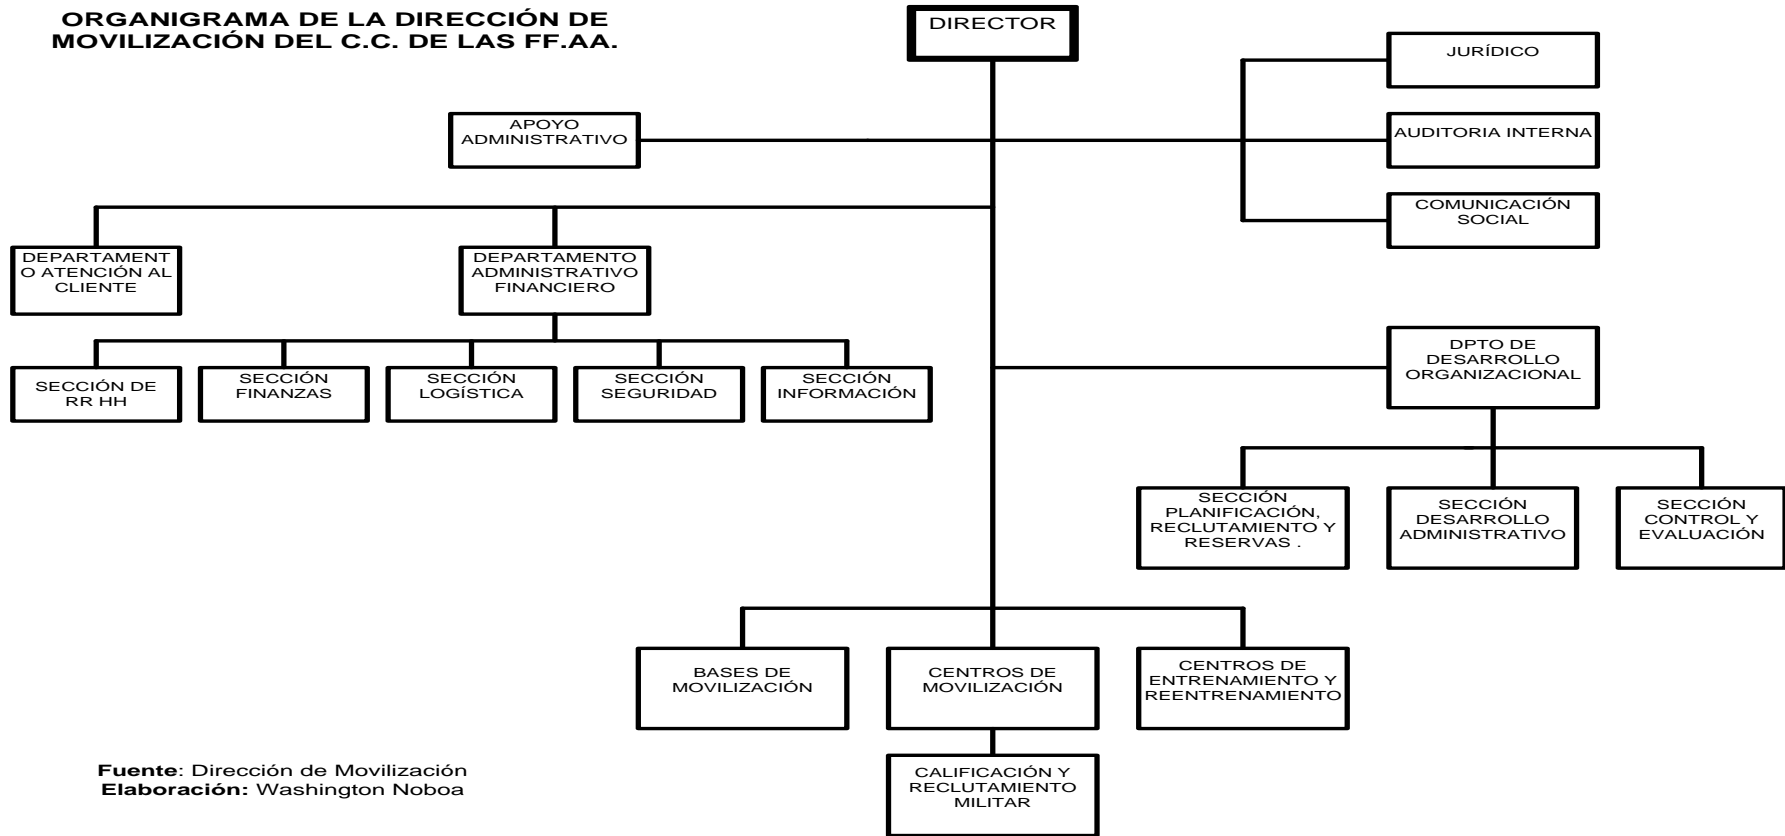 ORGANIGRAMA DE LA DIRECCIÓN DE
MOVILIZACIÓN DEL C.C. DE LAS FF.AA.
DIRECTOR
JURÍDICO
APOYO
ADMINISTRATIVO
AUDITORIA INTERNA
COMUNICACIÓN
SOCIAL
DEPARTAMENT
O ATENCIÓN AL
CLIENTE
DEPARTAMENTO
ADMINISTRATIVO
FINANCIERO
DPTO DE
DESARROLLO
ORGANIZACIONAL
SECCIÓN DE
RR HH
SECCIÓN
FINANZAS
SECCIÓN
LOGÍSTICA
SECCIÓN
SEGURIDAD
SECCIÓN
INFORMACIÓN
SECCIÓN
PLANIFICACIÓN,
RECLUTAMIENTO Y
RESERVAS .
SECCIÓN
DESARROLLO
ADMINISTRATIVO
SECCIÓN
CONTROL Y
EVALUACIÓN
BASES DE
MOVILIZACIÓN
CENTROS DE
MOVILIZACIÓN
CENTROS DE
ENTRENAMIENTO Y
REENTRENAMIENTO
CALIFICACIÓN Y
RECLUTAMIENTO
MILITAR
Fuente: Dirección de Movilización
Elaboración: Washington Noboa